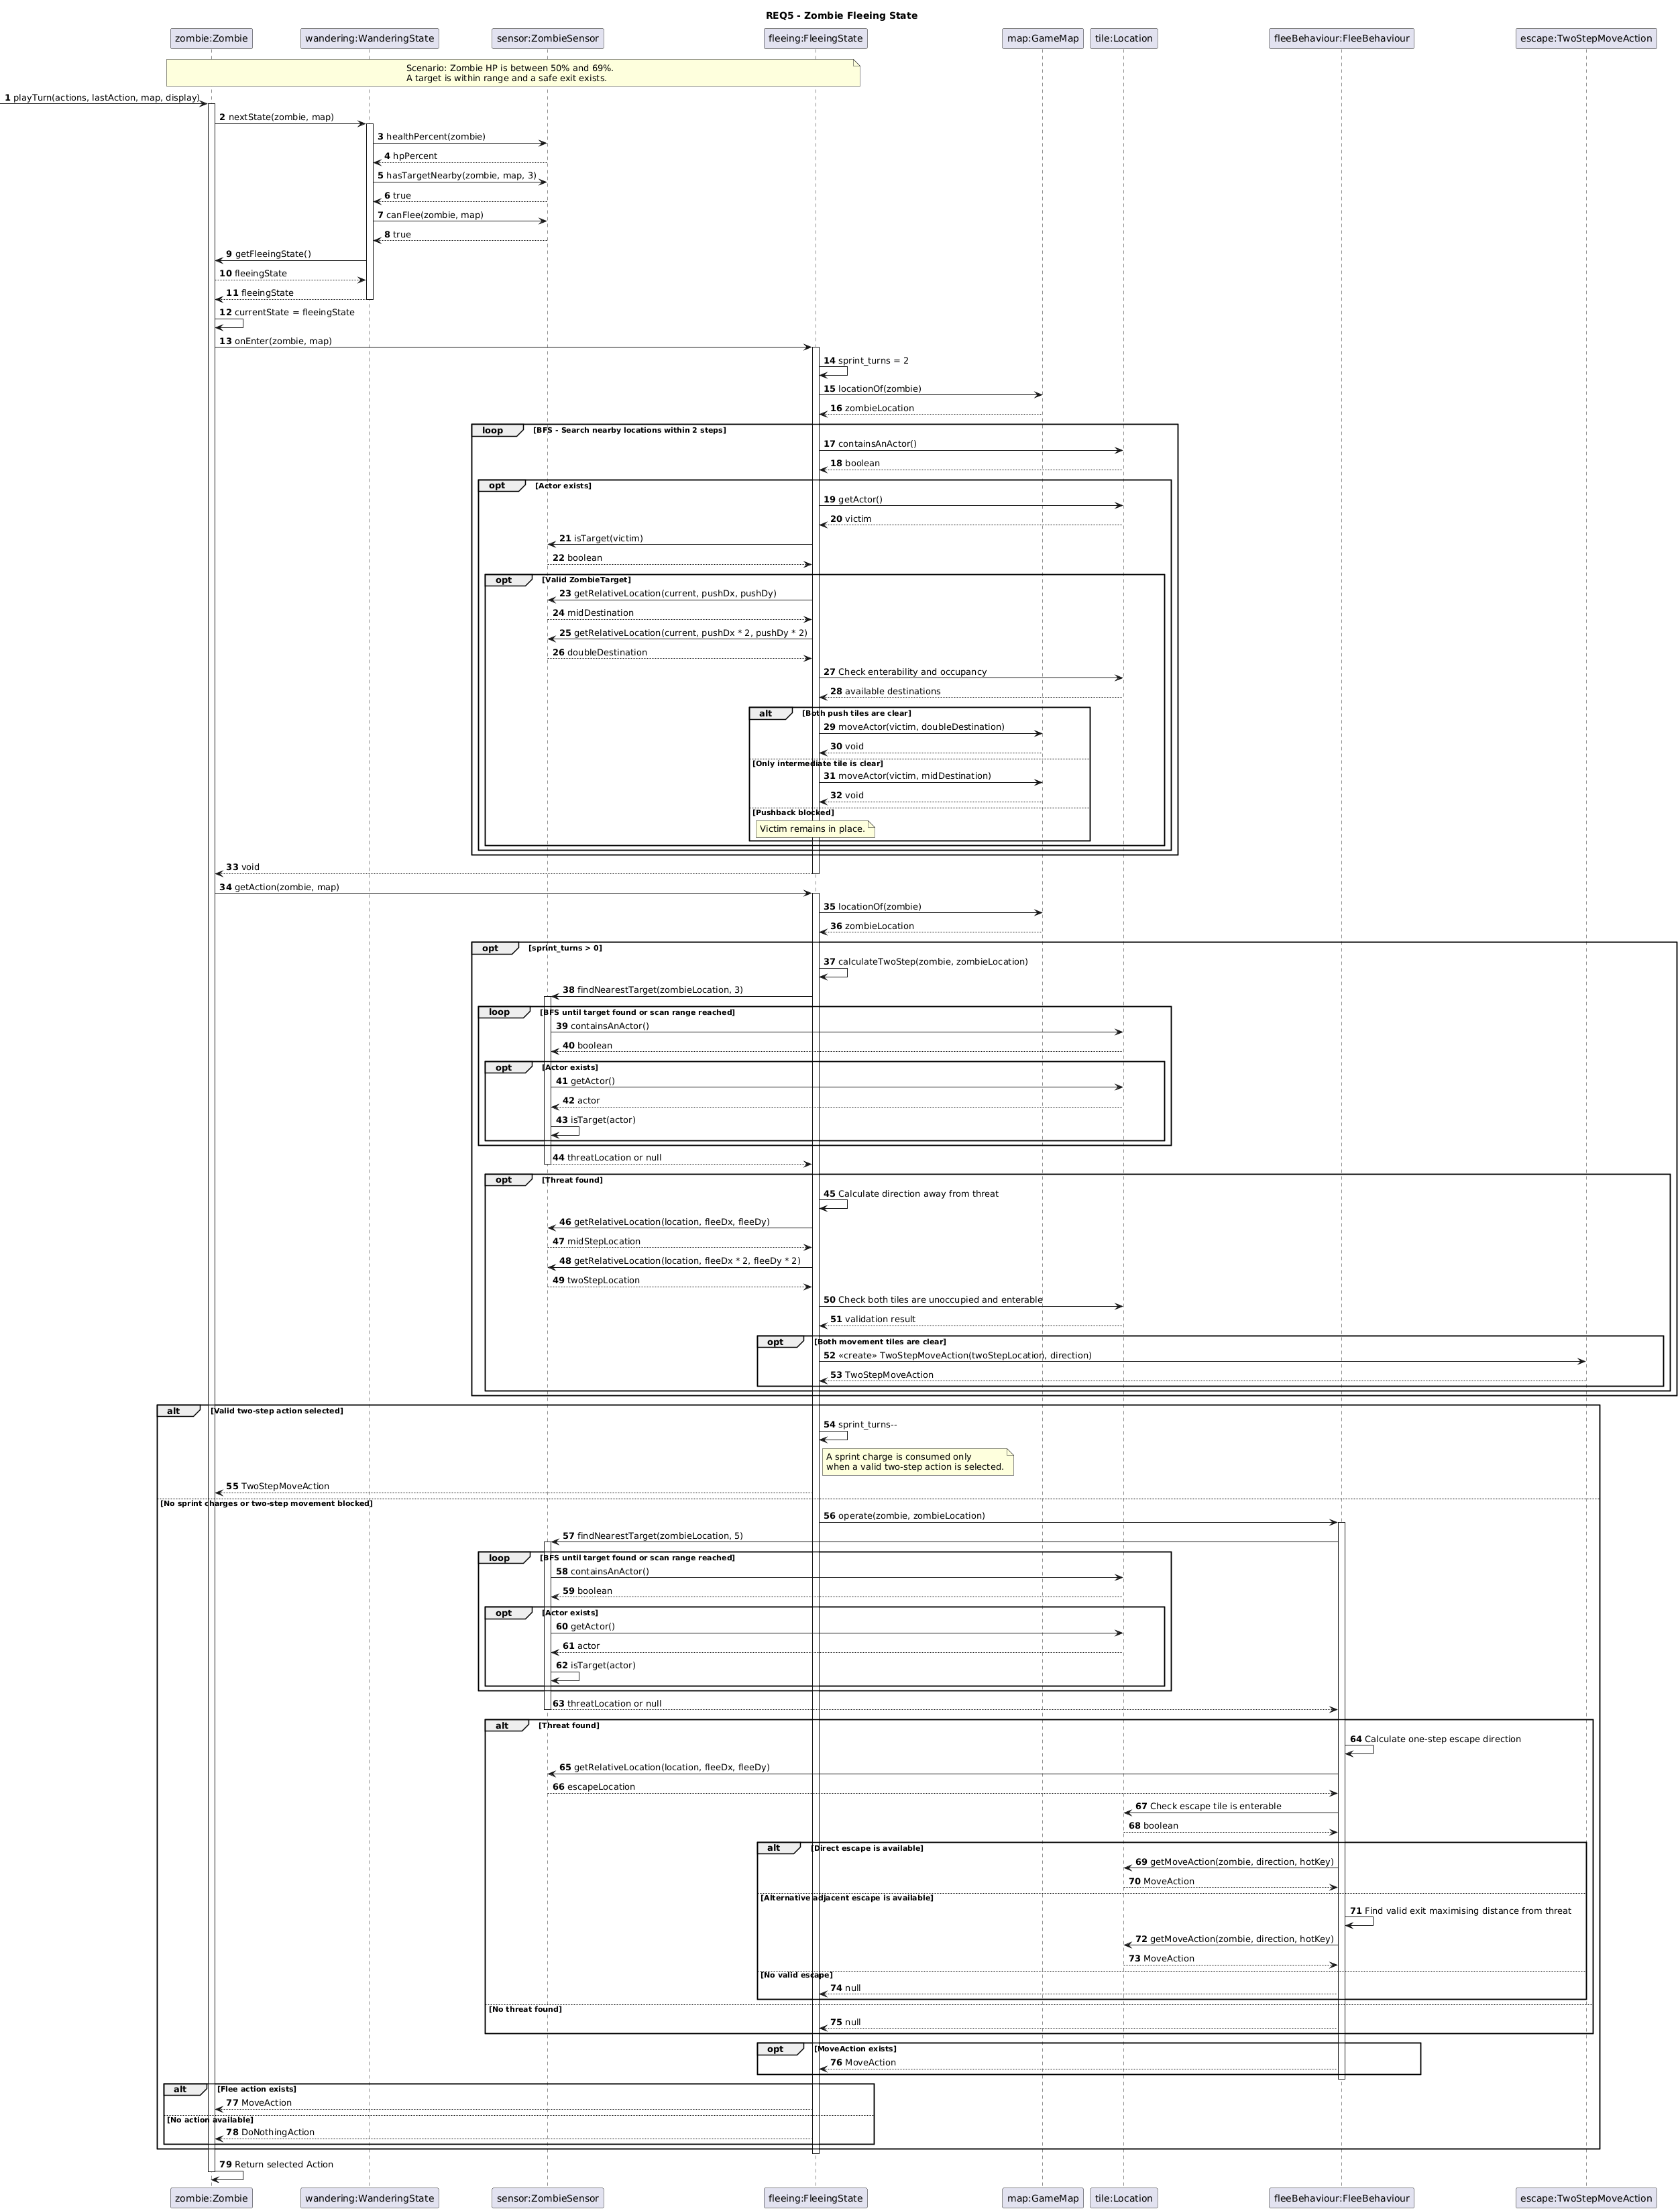 REQ5 - Zombie Fleeing State
zombie:Zombie
wandering:WanderingState
sensor:ZombieSensor
fleeing:FleeingState
map:GameMap
tile:Location
fleeBehaviour:FleeBehaviour
escape:TwoStepMoveAction
Scenario: Zombie HP is between 50% and 69%.
A target is within range and a safe exit exists.
1 playTurn(actions, lastAction, map, display)
2 nextState(zombie, map)
3 healthPercent(zombie)
4 hpPercent
5 hasTargetNearby(zombie, map, 3)
6 true
7 canFlee(zombie, map)
8 true
9 getFleeingState()
10 fleeingState
11 fleeingState
12 currentState = fleeingState
13 onEnter(zombie, map)
14 sprint_turns = 2
15 locationOf(zombie)
16 zombieLocation
loop [BFS - Search nearby locations within 2 steps]
17 containsAnActor()
18 boolean
opt [Actor exists]
19 getActor()
20 victim
21 isTarget(victim)
22 boolean
opt [Valid ZombieTarget]
23 getRelativeLocation(current, pushDx, pushDy)
24 midDestination
25 getRelativeLocation(current, pushDx * 2, pushDy * 2)
26 doubleDestination
27 Check enterability and occupancy
28 available destinations
alt [Both push tiles are clear]
29 moveActor(victim, doubleDestination)
30 void
[Only intermediate tile is clear]
31 moveActor(victim, midDestination)
32 void
[Pushback blocked]
Victim remains in place.
33 void
34 getAction(zombie, map)
35 locationOf(zombie)
36 zombieLocation
opt [sprint_turns > 0]
37 calculateTwoStep(zombie, zombieLocation)
38 findNearestTarget(zombieLocation, 3)
loop [BFS until target found or scan range reached]
39 containsAnActor()
40 boolean
opt [Actor exists]
41 getActor()
42 actor
43 isTarget(actor)
44 threatLocation or null
opt [Threat found]
45 Calculate direction away from threat
46 getRelativeLocation(location, fleeDx, fleeDy)
47 midStepLocation
48 getRelativeLocation(location, fleeDx * 2, fleeDy * 2)
49 twoStepLocation
50 Check both tiles are unoccupied and enterable
51 validation result
opt [Both movement tiles are clear]
52 «create» TwoStepMoveAction(twoStepLocation, direction)
53 TwoStepMoveAction
alt [Valid two-step action selected]
54 sprint_turns--
A sprint charge is consumed only
when a valid two-step action is selected.
55 TwoStepMoveAction
[No sprint charges or two-step movement blocked]
56 operate(zombie, zombieLocation)
57 findNearestTarget(zombieLocation, 5)
loop [BFS until target found or scan range reached]
58 containsAnActor()
59 boolean
opt [Actor exists]
60 getActor()
61 actor
62 isTarget(actor)
63 threatLocation or null
alt [Threat found]
64 Calculate one-step escape direction
65 getRelativeLocation(location, fleeDx, fleeDy)
66 escapeLocation
67 Check escape tile is enterable
68 boolean
alt [Direct escape is available]
69 getMoveAction(zombie, direction, hotKey)
70 MoveAction
[Alternative adjacent escape is available]
71 Find valid exit maximising distance from threat
72 getMoveAction(zombie, direction, hotKey)
73 MoveAction
[No valid escape]
74 null
[No threat found]
75 null
opt [MoveAction exists]
76 MoveAction
alt [Flee action exists]
77 MoveAction
[No action available]
78 DoNothingAction
79 Return selected Action
zombie:Zombie
wandering:WanderingState
sensor:ZombieSensor
fleeing:FleeingState
map:GameMap
tile:Location
fleeBehaviour:FleeBehaviour
escape:TwoStepMoveAction